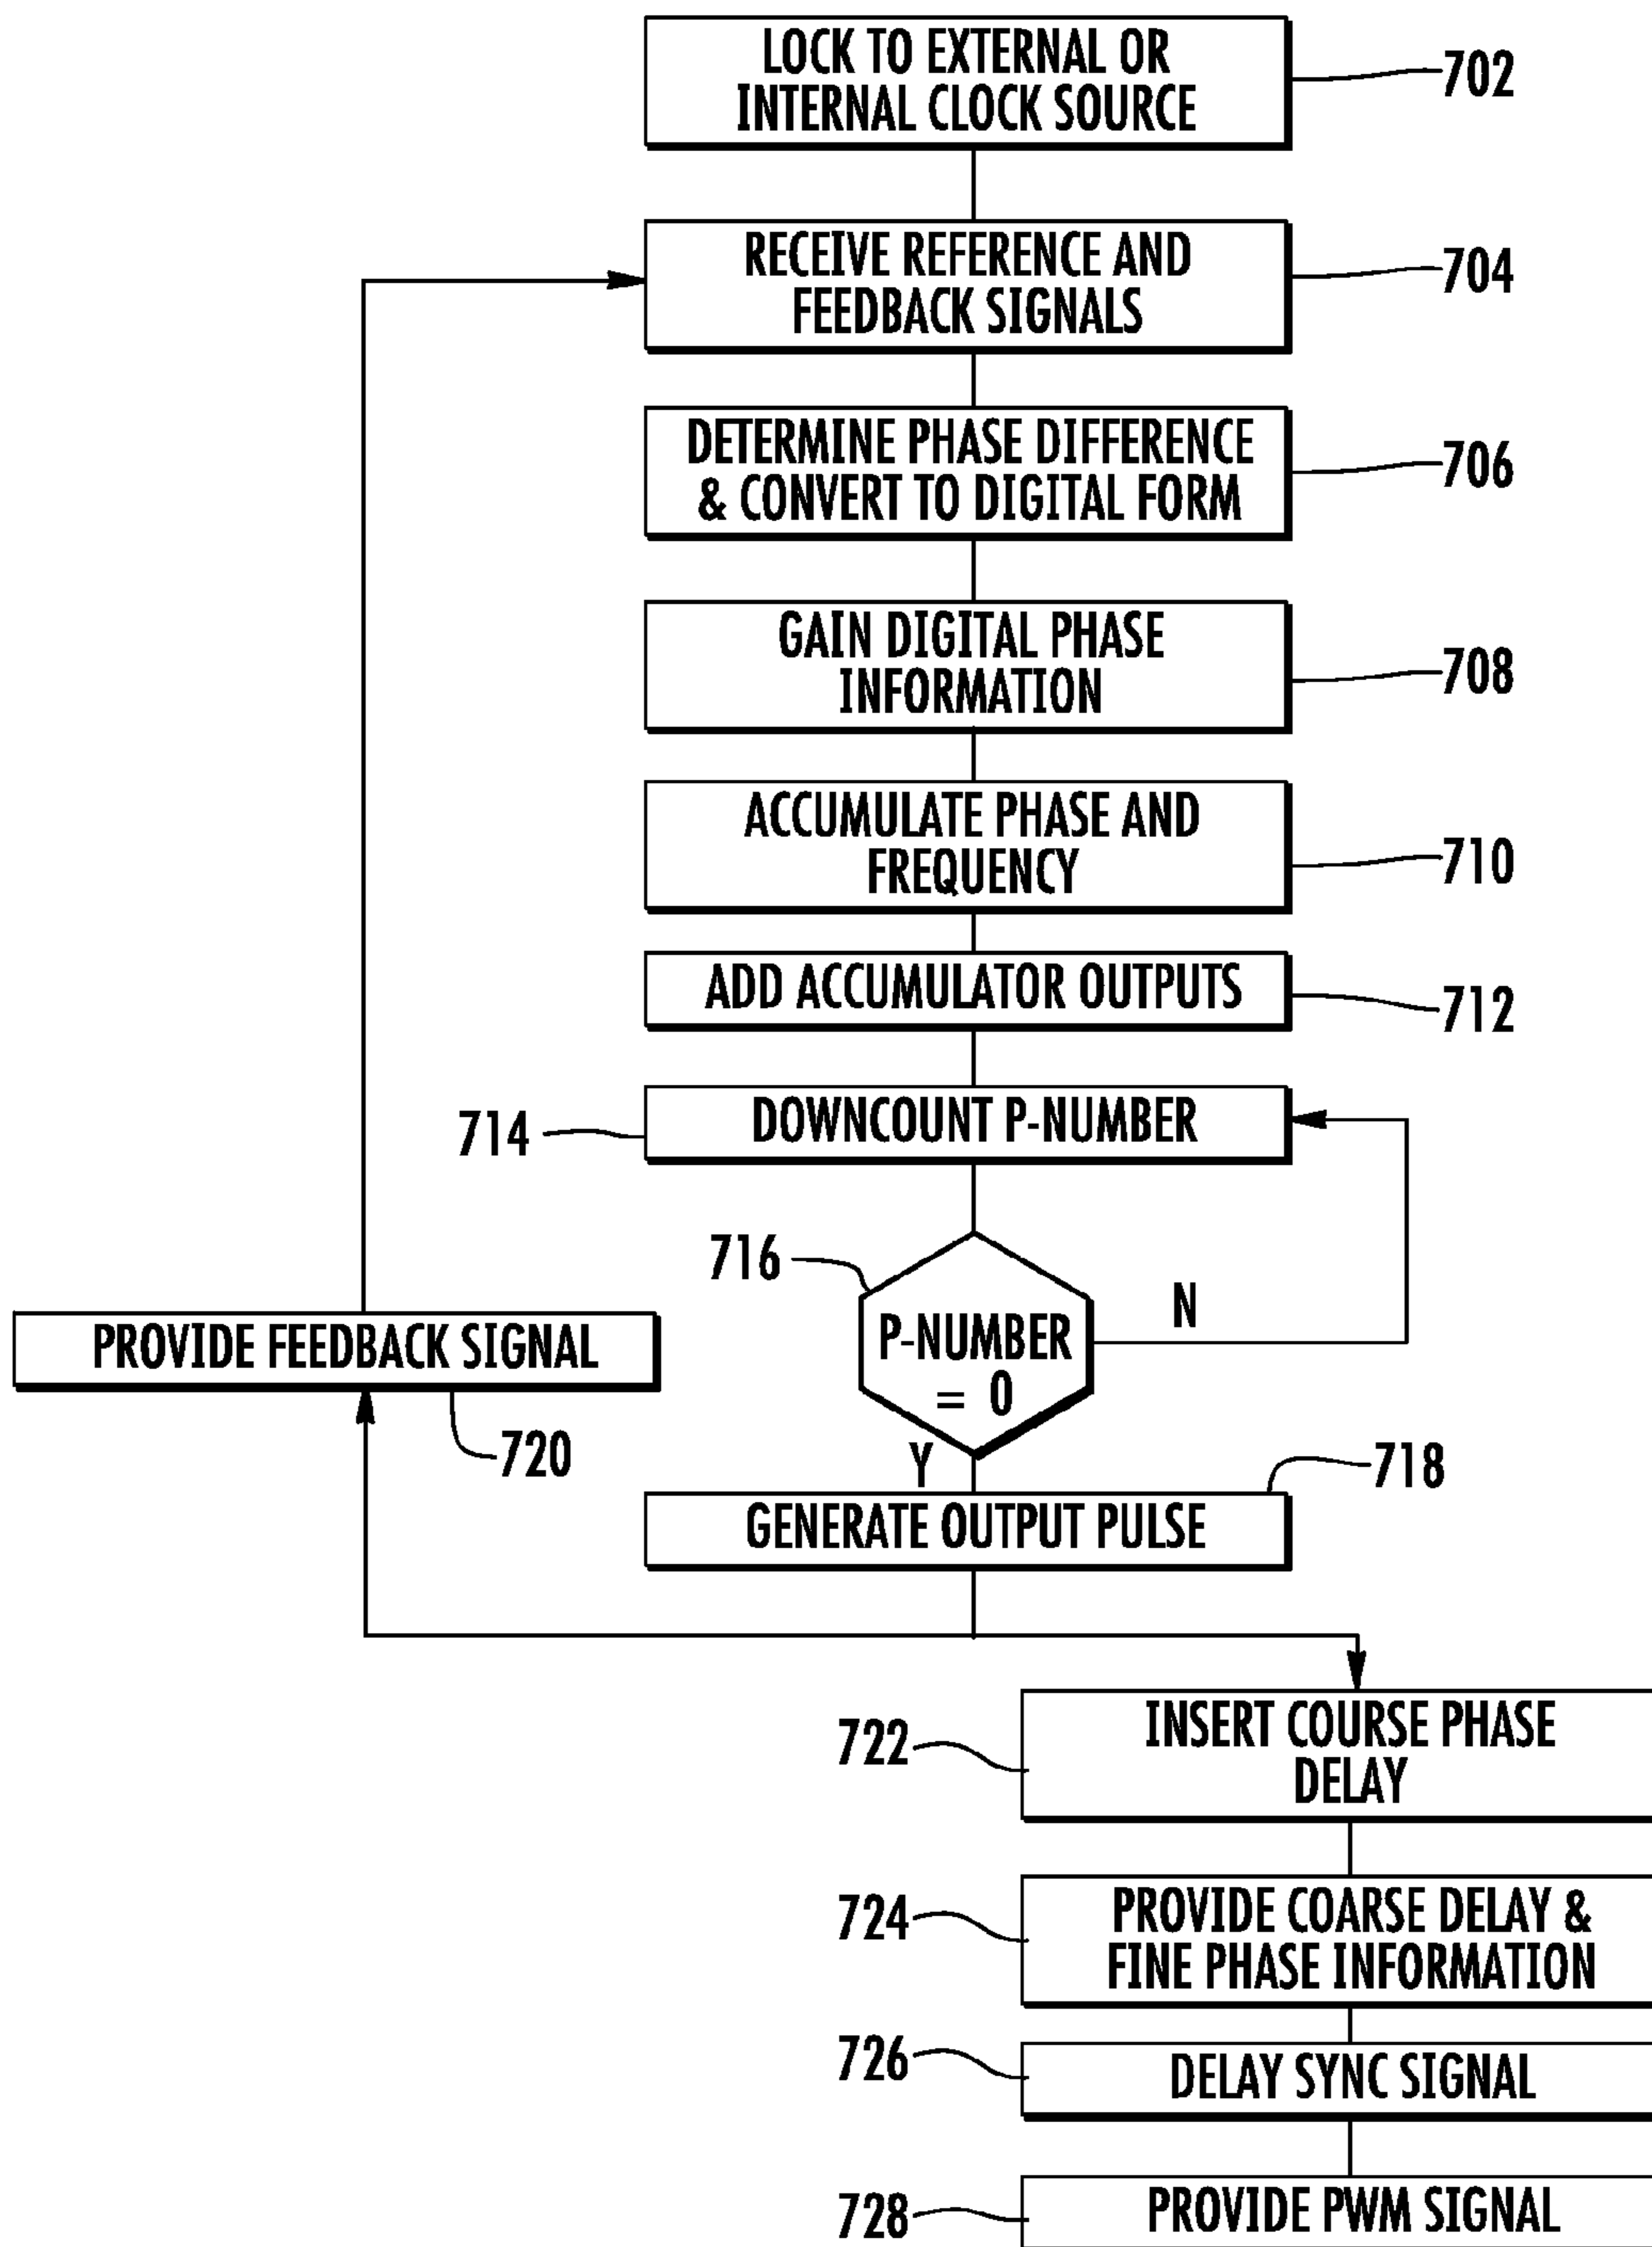 LOCK TO EXTERNAL OR
INTERNAL CLOCK SOURCE
702
RECEIVE REFERENCE AND
FEEDBACK SIGNALS
704
DETERMINE PHASE DIFFERENCE
& CONVERT TO DIGITAL FORM
706
GAIN DIGITAL PHASE
INFORMATION
708
ACCUMULATE PHASE AND
FREQUENCY
710
ADD ACCUMULATOR OUTPUTS
712
714
DOWNCOUNT P-NUMBER
716
P-NUMBER
= 0
N
Y
PROVIDE FEEDBACK SIGNAL
720
718
GENERATE OUTPUT PULSE
722
INSERT COURSE PHASE
DELAY
724
PROVIDE COARSE DELAY &
FINE PHASE INFORMATION
726
DELAY SYNC SIGNAL
728
PROVIDE PWM SIGNAL